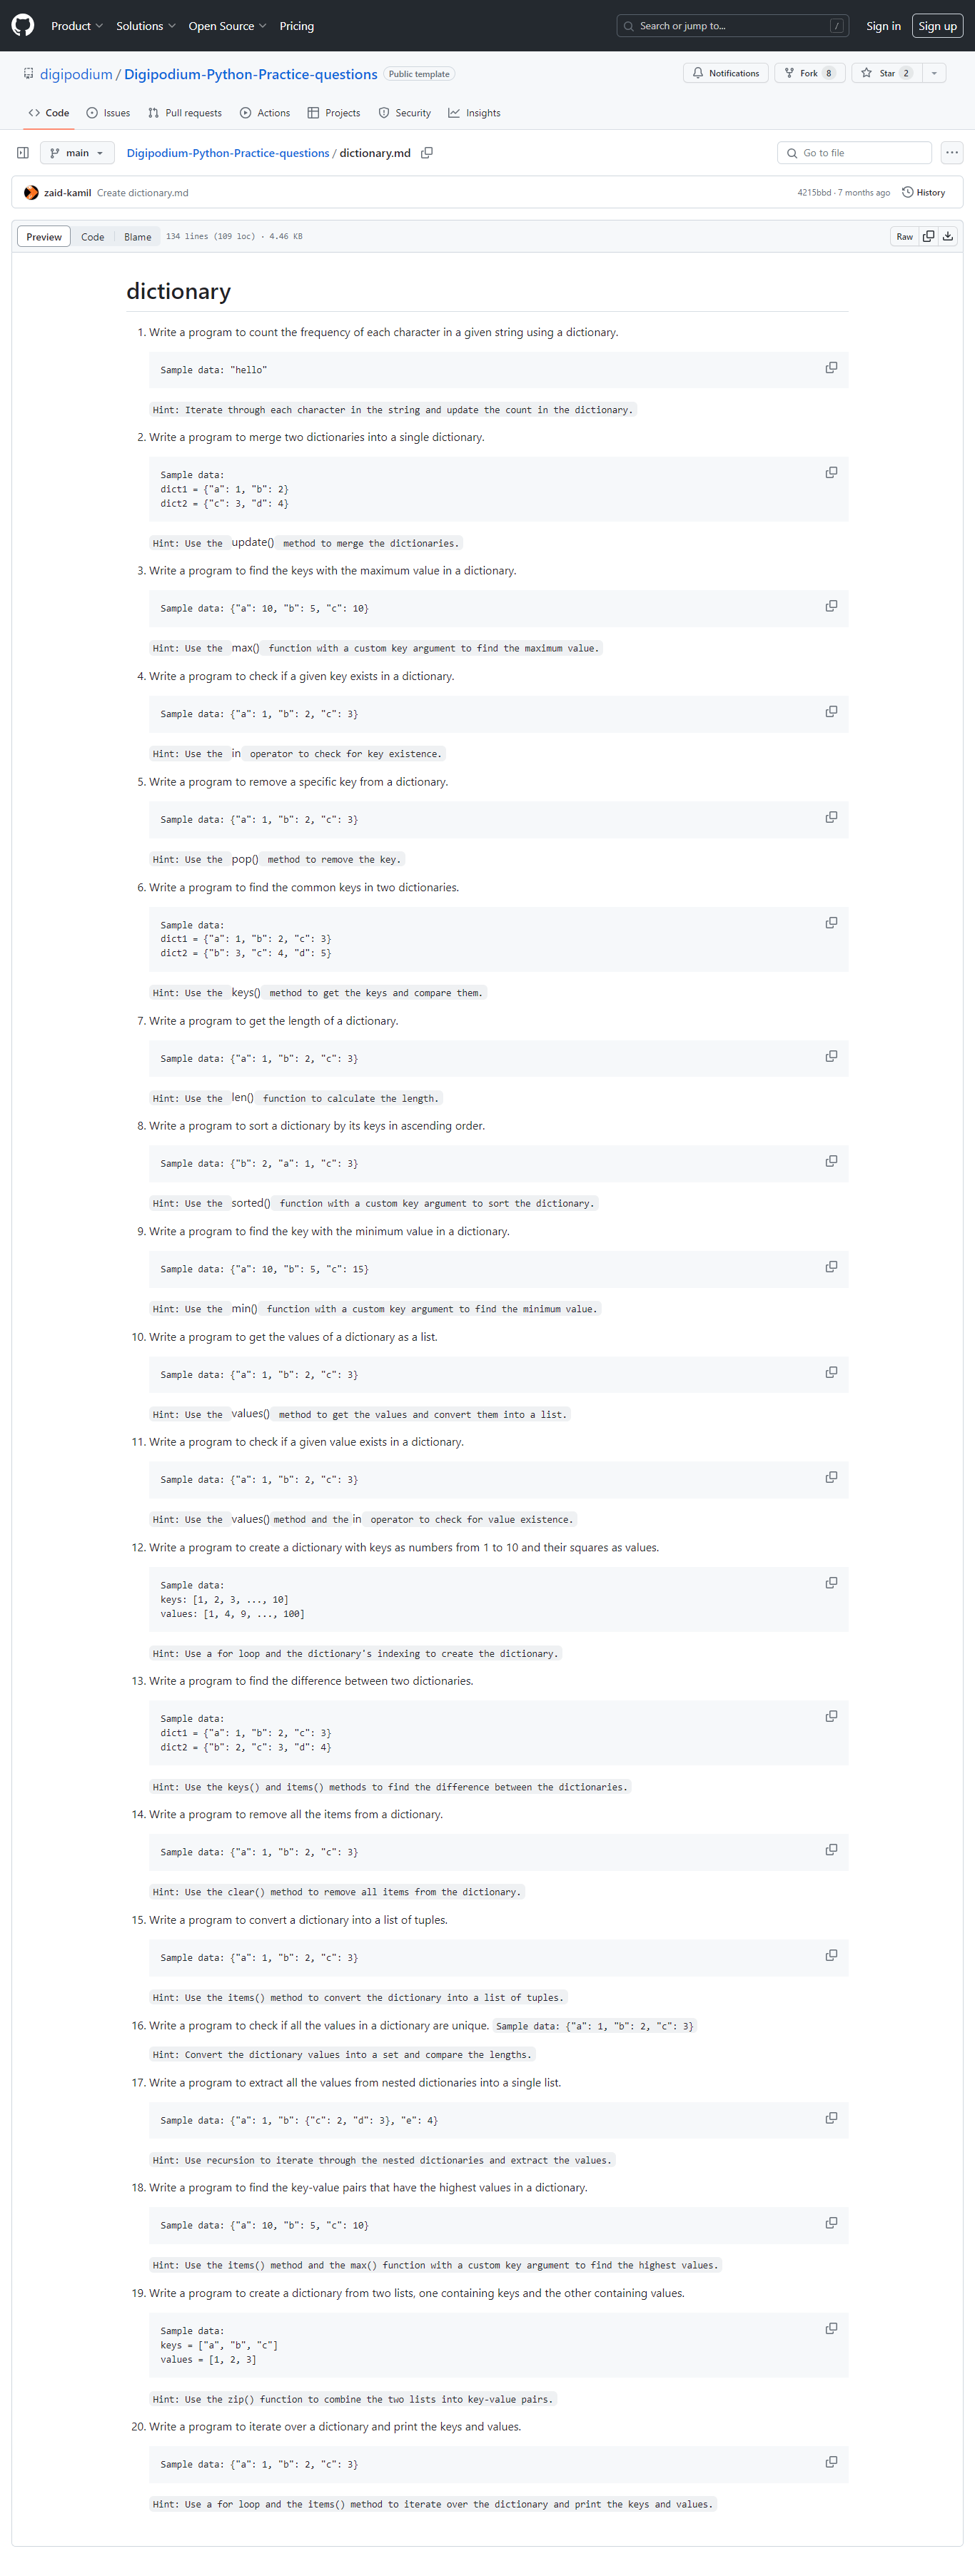 Product Solutions Open Source Pricing Search or jump to... / Sign in Sign up
digipodium / Digipodium-Python-Practice-questions Public template Notifications Fork 8 Star 2
Code Issues Pull requests Actions Projects Security Insights
main Digipodium-Python-Practice-questions / dictionary.md Go to file
zaid-kamil Create dictionary.md 4215bbd · 7 months ago History
Preview Code Blame 134 lines (109 loc) · 4.46 KB Raw
dictionary
1. Write a program to count the frequency of each character in a given string using a dictionary.
Sample data: "hello"
Hint: Iterate through each character in the string and update the count in the dictionary.
2. Write a program to merge two dictionaries into a single dictionary.
Sample data:
dict1 = {"a": 1, "b": 2}
dict2 = {"c": 3, "d": 4}
Hint: Use the update() method to merge the dictionaries.
3. Write a program to find the keys with the maximum value in a dictionary.
Sample data: {"a": 10, "b": 5, "c": 10}
Hint: Use the max() function with a custom key argument to find the maximum value.
4. Write a program to check if a given key exists in a dictionary.
Sample data: {"a": 1, "b": 2, "c": 3}
Hint: Use the in operator to check for key existence.
5. Write a program to remove a specific key from a dictionary.
Sample data: {"a": 1, "b": 2, "c": 3}
Hint: Use the pop() method to remove the key.
6. Write a program to find the common keys in two dictionaries.
Sample data:
dict1 = {"a": 1, "b": 2, "c": 3}
dict2 = {"b": 3, "c": 4, "d": 5}
Hint: Use the keys() method to get the keys and compare them.
7. Write a program to get the length of a dictionary.
Sample data: {"a": 1, "b": 2, "c": 3}
Hint: Use the len() function to calculate the length.
8. Write a program to sort a dictionary by its keys in ascending order.
Sample data: {"b": 2, "a": 1, "c": 3}
Hint: Use the sorted() function with a custom key argument to sort the dictionary.
9. Write a program to find the key with the minimum value in a dictionary.
Sample data: {"a": 10, "b": 5, "c": 15}
Hint: Use the min() function with a custom key argument to find the minimum value.
10. Write a program to get the values of a dictionary as a list.
Sample data: {"a": 1, "b": 2, "c": 3}
Hint: Use the values() method to get the values and convert them into a list.
11. Write a program to check if a given value exists in a dictionary.
Sample data: {"a": 1, "b": 2, "c": 3}
Hint: Use the values() method and the in operator to check for value existence.
12. Write a program to create a dictionary with keys as numbers from 1 to 10 and their squares as values.
Sample data:
keys: [1, 2, 3, ..., 10]
values: [1, 4, 9, ..., 100]
Hint: Use a for loop and the dictionary's indexing to create the dictionary.
13. Write a program to find the difference between two dictionaries.
Sample data:
dict1 = {"a": 1, "b": 2, "c": 3}
dict2 = {"b": 2, "c": 3, "d": 4}
Hint: Use the keys() and items() methods to find the difference between the dictionaries.
14. Write a program to remove all the items from a dictionary.
Sample data: {"a": 1, "b": 2, "c": 3}
Hint: Use the clear() method to remove all items from the dictionary.
15. Write a program to convert a dictionary into a list of tuples.
Sample data: {"a": 1, "b": 2, "c": 3}
Hint: Use the items() method to convert the dictionary into a list of tuples.
16. Write a program to check if all the values in a dictionary are unique. Sample data: {"a": 1, "b": 2, "c": 3}
Hint: Convert the dictionary values into a set and compare the lengths.
17. Write a program to extract all the values from nested dictionaries into a single list.
Sample data: {"a": 1, "b": {"c": 2, "d": 3}, "e": 4}
Hint: Use recursion to iterate through the nested dictionaries and extract the values.
18. Write a program to find the key-value pairs that have the highest values in a dictionary.
Sample data: {"a": 10, "b": 5, "c": 10}
Hint: Use the items() method and the max() function with a custom key argument to find the highest values.
19. Write a program to create a dictionary from two lists, one containing keys and the other containing values.
Sample data:
keys = ["a", "b", "c"]
values = [1, 2, 3]
Hint: Use the zip() function to combine the two lists into key-value pairs.
20. Write a program to iterate over a dictionary and print the keys and values.
Sample data: {"a": 1, "b": 2, "c": 3}
Hint: Use a for loop and the items() method to iterate over the dictionary and print the keys and values.